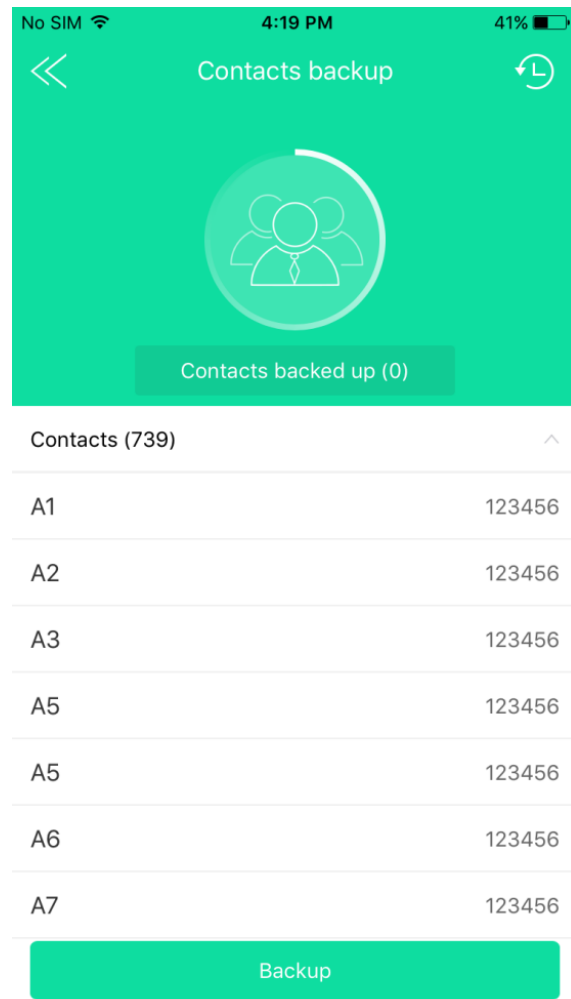 No SIM 4:19 PM 41%
Contacts backup
Contacts backed up (0)
Contacts (739)
A1 123456
A2 123456
A3 123456
A5 123456
A5 123456
A6 123456
A7 123456
Backup